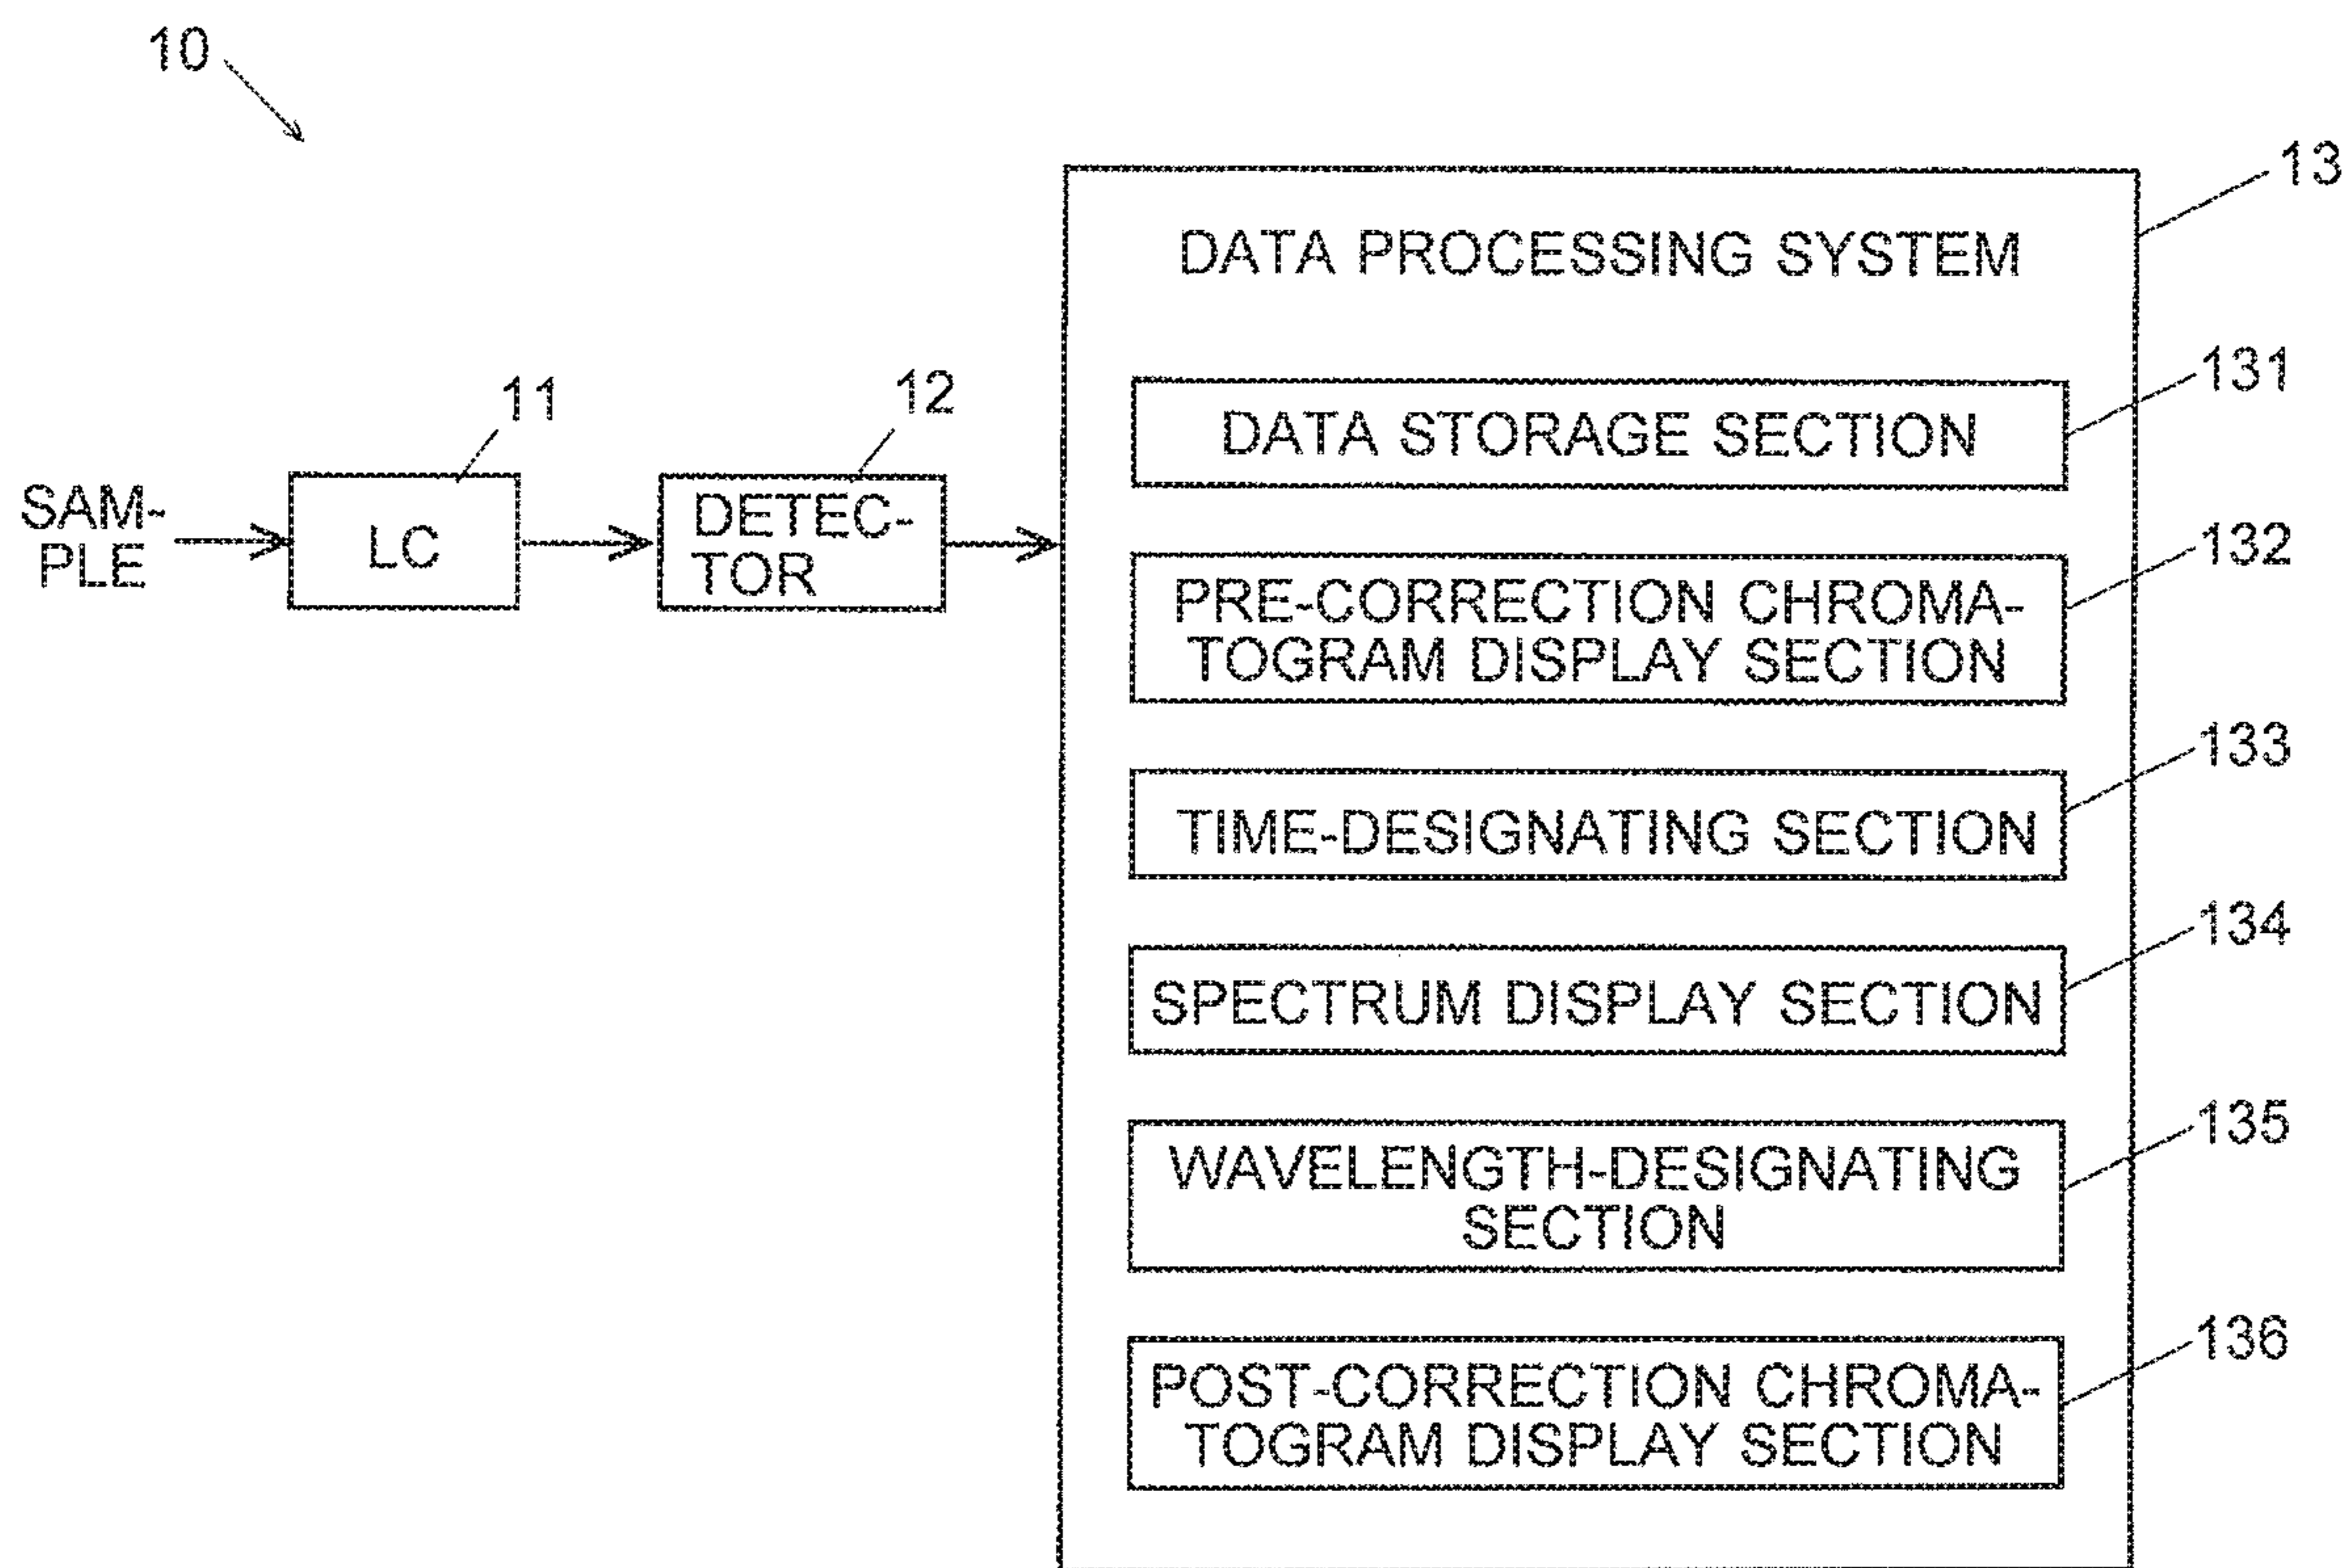 10
13
DATA PROCESSING SYSTEM
131
DATA STORAGE SECTION
11
12
SAM-
PLE
LC
DETEC-
TOR
132
PRE-CORRECTION CHROMA-
TOGRAM DISPLAY SECTION
133
TIME-DESIGNATING SECTION
134
SPECTRUM DISPLAY SECTION
135
WAVELENGTH-DESIGNATING
SECTION
136
POST-CORRECTION CHROMA-
TOGRAM DISPLAY SECTION